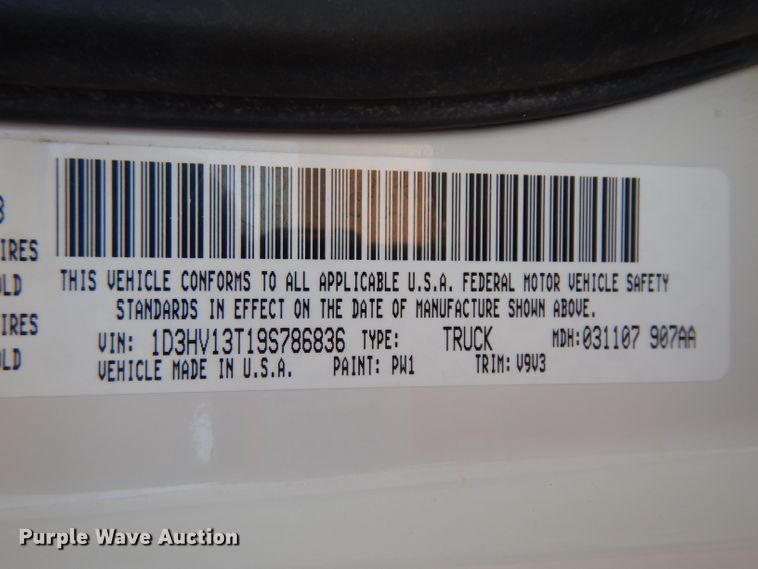 IRES
OLD
IRES
OLD
THIS VEHICLE CONFORMS TO ALL APPLICABLE U.S.A. FEDERAL MOTOR VEHICLE SAFETY
STANDARDS IN EFFECT ON THE DATE OF MANUFACTURE SHOWN ABOVE.
VIN: 1D3HV13T19S786836 TYPE: TRUCK MDH:031107 907AA
VEHICLE MADE IN U.S.A. PAINT: PW1 TRIM: V9V3
Purple Wave Auction